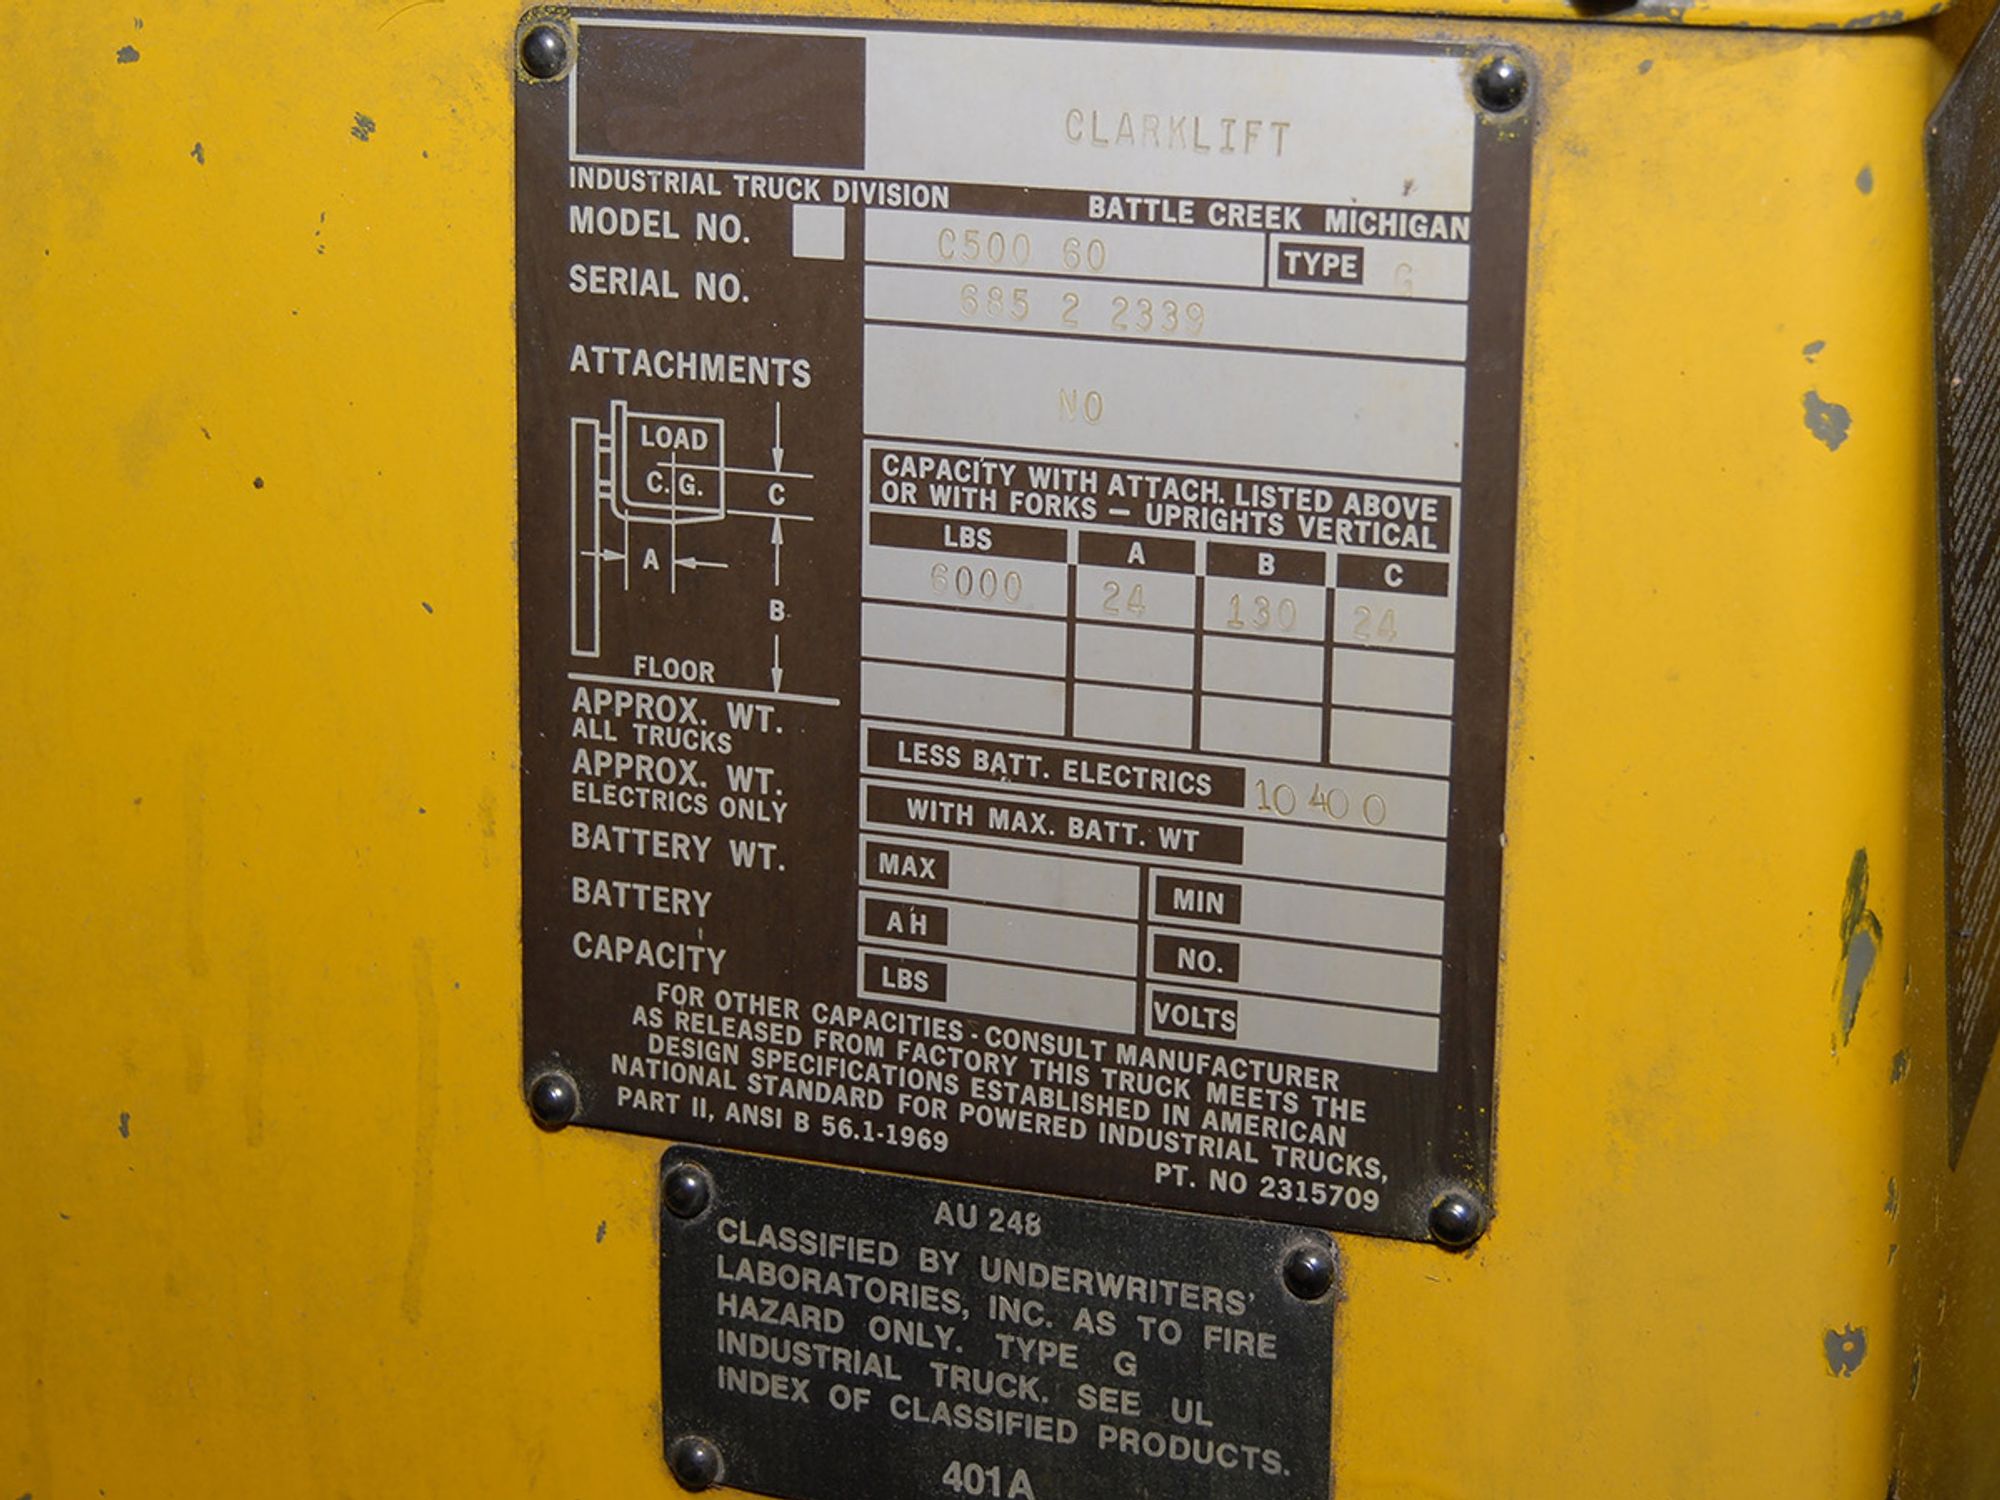 CLARKLIFT
INDUSTRIAL TRUCK DIVISION BATTLE CREEK MICHIGAN
MODEL NO. C500 60 TYPE G
SERIAL NO. 685 2 2339
ATTACHMENTS NO
LOAD
C. G.
C
A
B
FLOOR
CAPACITY WITH ATTACH. LISTED ABOVE
OR WITH FORKS — UPRIGHTS VERTICAL
LBS A B C
6000 24 130 24
APPROX. WT.
ALL TRUCKS
LESS BATT. ELECTRICS 10400
APPROX. WT.
ELECTRICS ONLY
WITH MAX. BATT. WT
BATTERY WT. MAX MIN
BATTERY AH NO.
CAPACITY LBS VOLTS
FOR OTHER CAPACITIES - CONSULT MANUFACTURER
AS RELEASED FROM FACTORY THIS TRUCK MEETS THE
DESIGN SPECIFICATIONS ESTABLISHED IN AMERICAN
NATIONAL STANDARD FOR POWERED INDUSTRIAL TRUCKS,
PART II, ANSI B 56.1-1969
PT. NO 2315709
AU 248
CLASSIFIED BY UNDERWRITERS'
LABORATORIES, INC. AS TO FIRE
HAZARD ONLY. TYPE G
INDUSTRIAL TRUCK. SEE UL
INDEX OF CLASSIFIED PRODUCTS.
401A